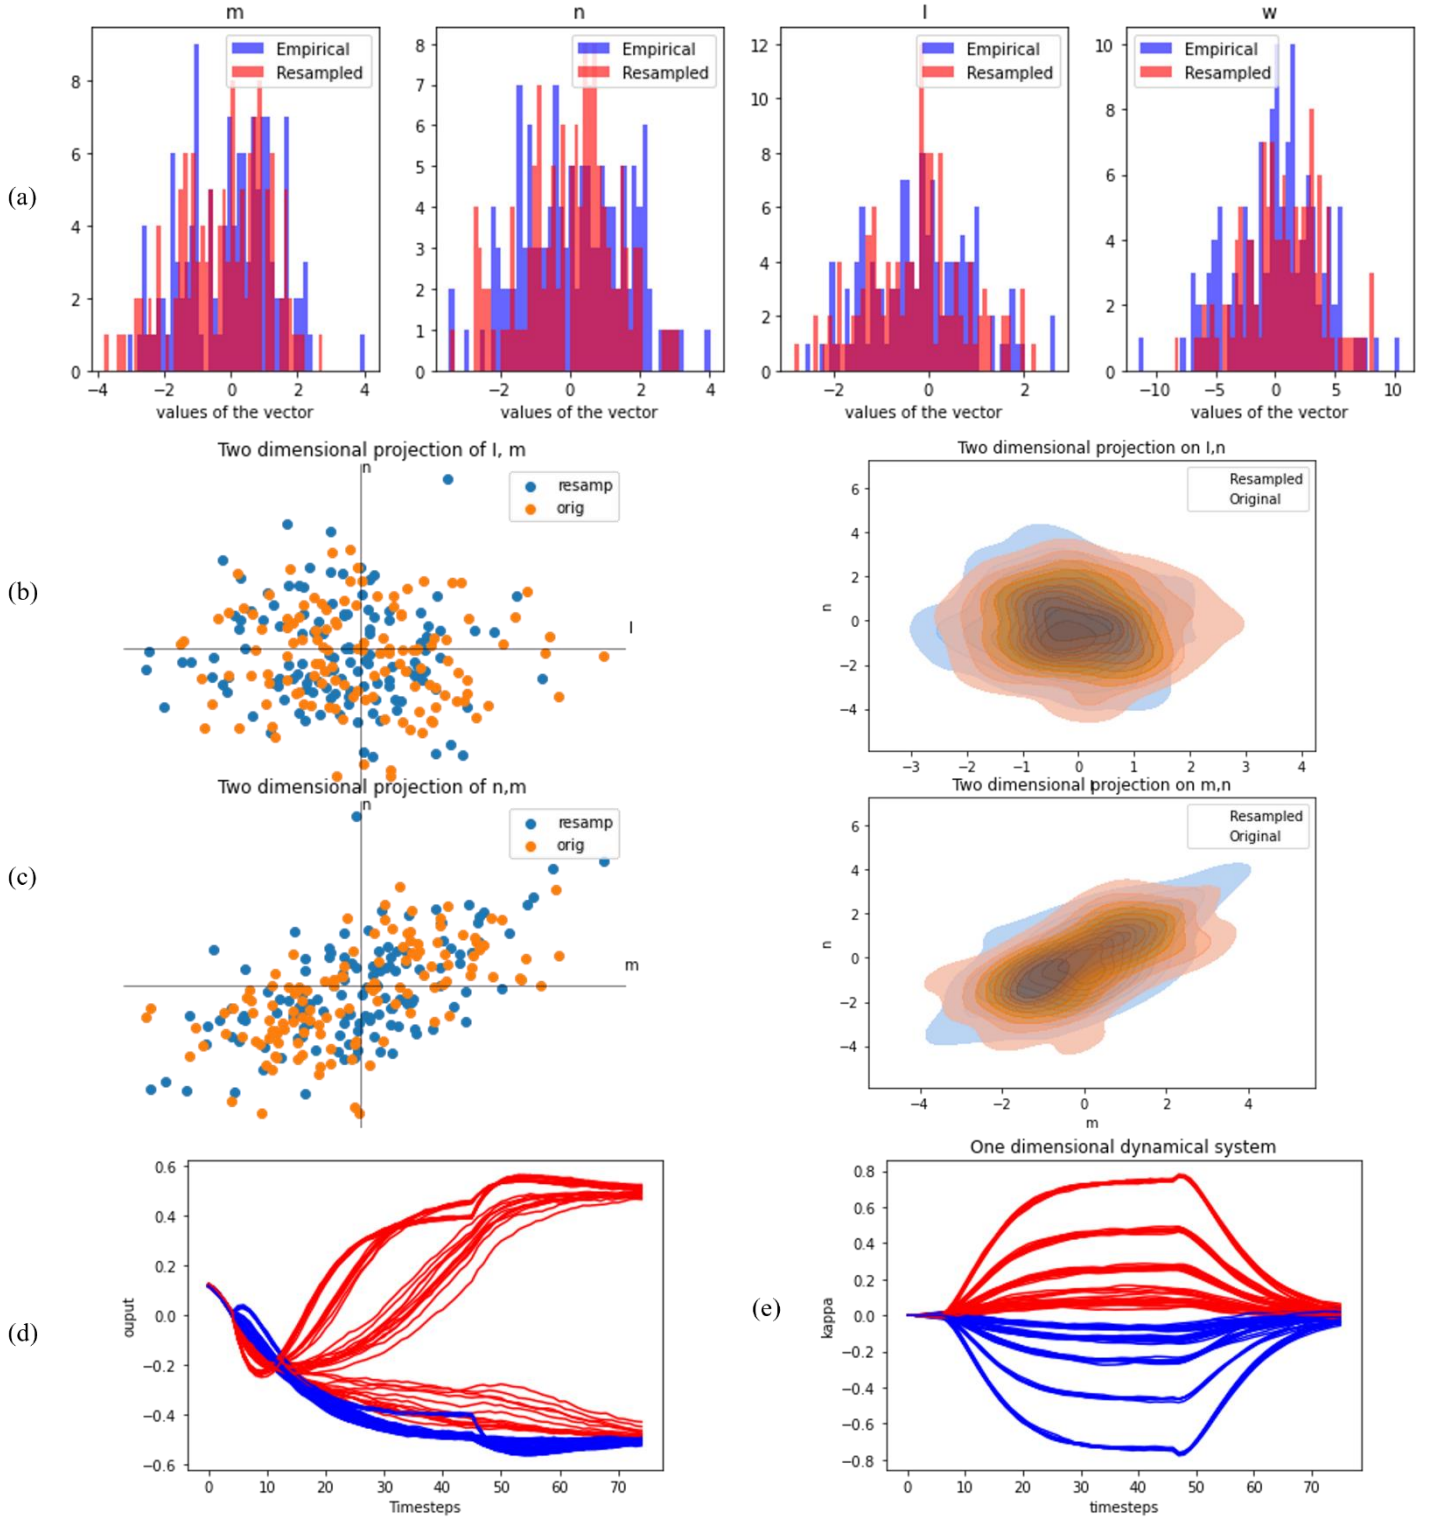 m
n
I
w
Empirical
Resampled
Empirical
Resampled
Empirical
Resampled
Empirical
Resampled
(a)
8
6
4
2
0
8
7
6
5
4
3
2
1
0
12
10
8
6
4
2
0
10
8
6
4
2
0
−4 −2 0 2 4
−2 0 2 4
−2 0 2
−10 −5 0 5 10
values of the vector
values of the vector
values of the vector
values of the vector
(b)
Two dimensional projection of I, m
n
resamp
orig
I
Two dimensional projection on I,n
Resampled
Original
n
6
4
2
0
−2
−4
−3 −2 −1 0 1 2 3 4
(c)
Two dimensional projection of n,m
n
resamp
orig
m
Two dimensional projection on m,n
Resampled
Original
n
6
4
2
0
−2
−4
−4 −2 0 2 4
m
(d)
ouput
0.6
0.4
0.2
0.0
−0.2
−0.4
−0.6
0 10 20 30 40 50 60 70
Timesteps
(e)
One dimensional dynamical system
kappa
0.8
0.6
0.4
0.2
0.0
−0.2
−0.4
−0.6
−0.8
0 10 20 30 40 50 60 70
timesteps